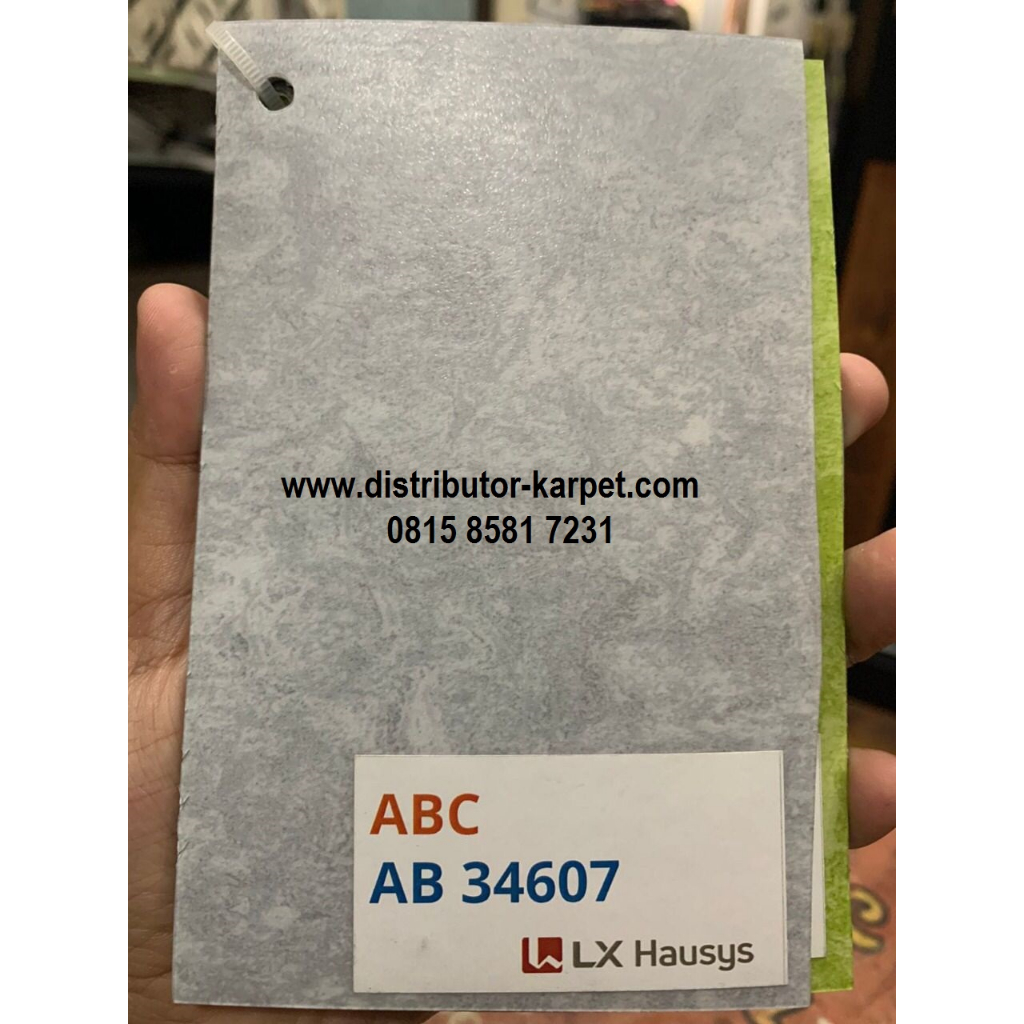 www.distributor-karpet.com
0815 8581 7231
ABC
AB 34607
LX Hausys